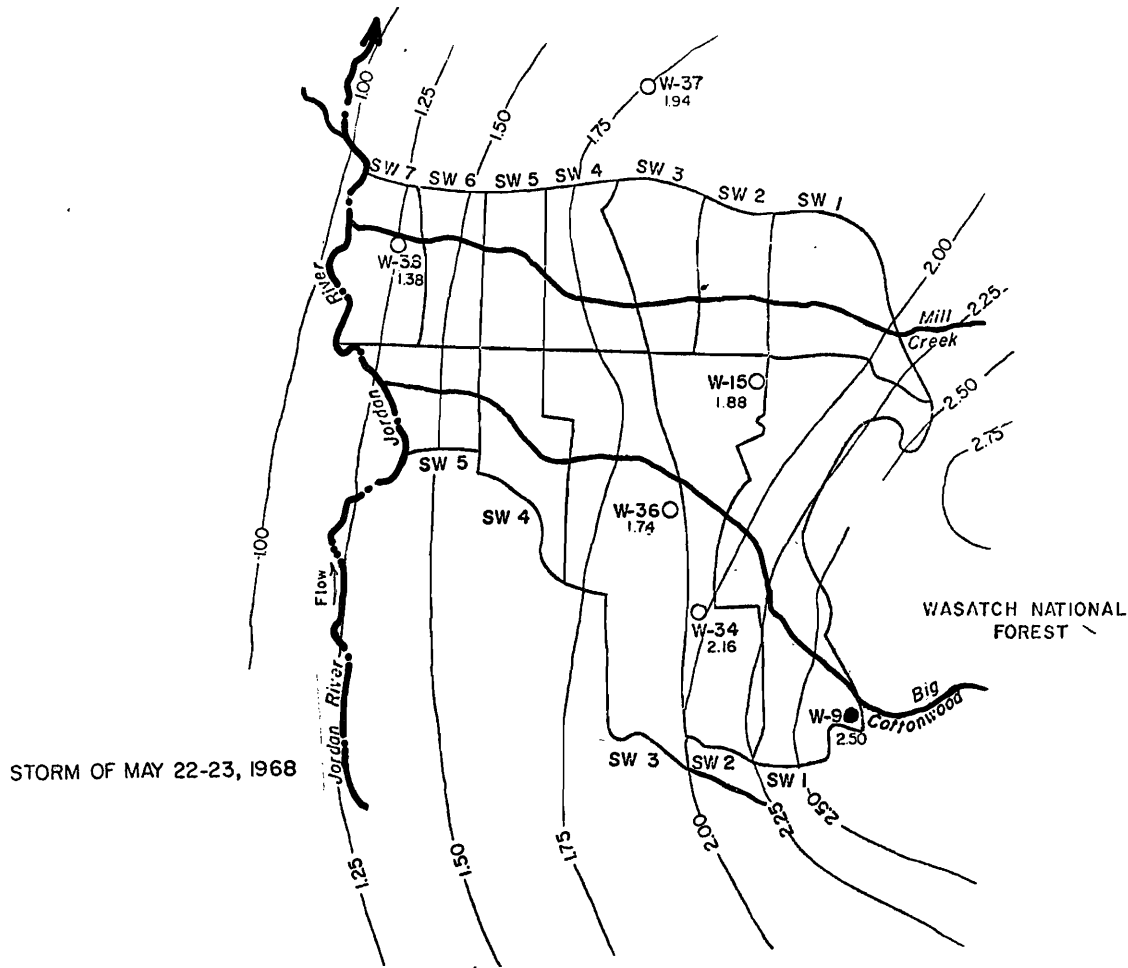 1.00
1.25
1.50
1.75
W-37
1.94
SW 7
SW 6
SW 5
SW 4
SW 3
SW 2
SW 1
2.00
W-33
1.38
River
Mill
Creek
2.25
W-15
1.88
2.50
Jordan
2.75
SW 5
SW 4
W-36
1.74
1.00
Flow
WASATCH NATIONAL
FOREST
W-34
2.16
Big
Cottonwood
W-9
2.50
Jordan River
STORM OF MAY 22-23, 1968
SW 3
SW 2
SW 1
2.50
2.25
2.00
1.75
1.50
1.25